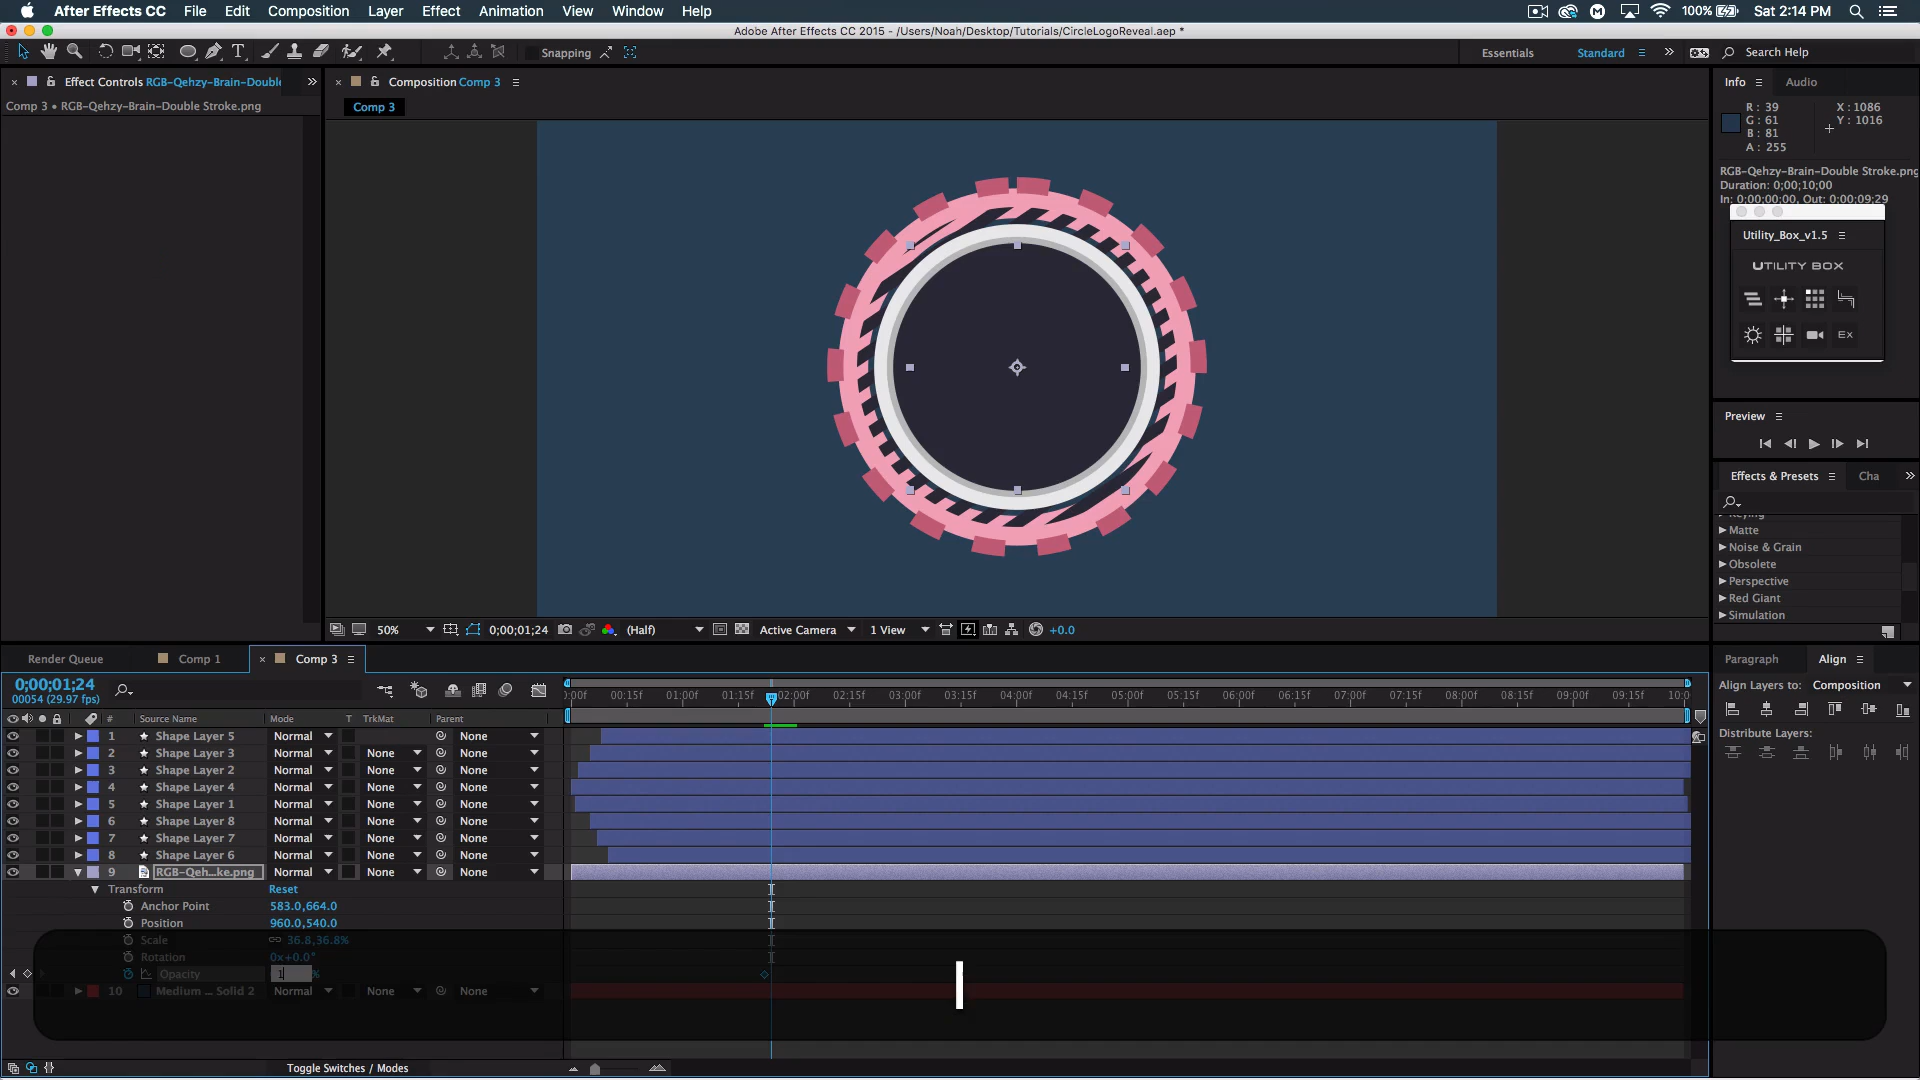 After Effects CC File Edit Composition Layer Effect Animation View Window Help 100% Sat 2:14 PM
Adobe After Effects CC 2015 - /Users/Noah/Desktop/Tutorials/CircleLogoReveal.aep *
Snapping Essentials Standard Search Help
Effect Controls RGB-Qehzy-Brain-Double
Comp 3 • RGB-Qehzy-Brain-Double Stroke.png
Composition Comp 3
Comp 3
Info Audio
R: 39 X: 1086
G: 61 Y: 1016
B: 81
A: 255
RGB-Qehzy-Brain-Double Stroke.png
Duration: 0;00;10;00
In: 0;00;00;00, Out: 0;00;09;29
Utility_Box_v1.5
UTILITY BOX
EX
Preview
Effects & Presets Cha
Keying
Matte
Noise & Grain
Obsolete
Perspective
Red Giant
Simulation
50% 0;00;01;24 (Half) Active Camera 1 View +0.0
Render Queue Comp 1 Comp 3
Paragraph Align
Align Layers to: Composition
Distribute Layers:
0;00;01;24
00054 (29.97 fps)
:00f 00:15f 01:00f 01:15f 02:00f 02:15f 03:00f 03:15f 04:00f 04:15f 05:00f 05:15f 06:00f 06:15f 07:00f 07:15f 08:00f 08:15f 09:00f 09:15f 10:0
# Source Name Mode T TrkMat Parent
1 Shape Layer 5 Normal None
2 Shape Layer 3 Normal None None
3 Shape Layer 2 Normal None None
4 Shape Layer 4 Normal None None
5 Shape Layer 1 Normal None None
6 Shape Layer 8 Normal None None
7 Shape Layer 7 Normal None None
8 Shape Layer 6 Normal None None
9 RGB-Qeh...ke.png Normal None None
Transform Reset
Anchor Point 583.0,664.0
Position 960.0,540.0
Scale 36.8,36.8%
Rotation 0x+0.0°
Opacity 1 %
10 Medium ... Solid 2 Normal None None
Toggle Switches / Modes